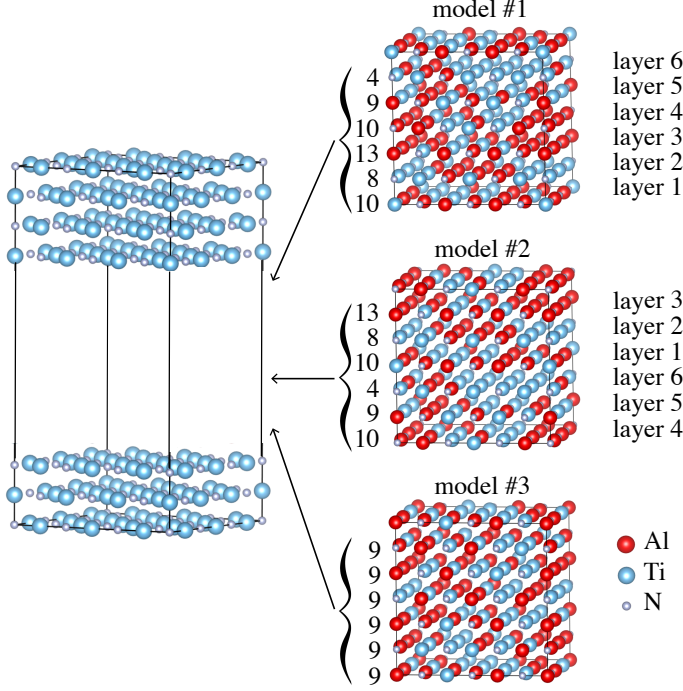 model #1
4
9
10
13
8
10
layer 6
layer 5
layer 4
layer 3
layer 2
layer 1
model #2
13
8
10
4
9
10
layer 3
layer 2
layer 1
layer 6
layer 5
layer 4
model #3
9
9
9
9
9
9
Al
Ti
N